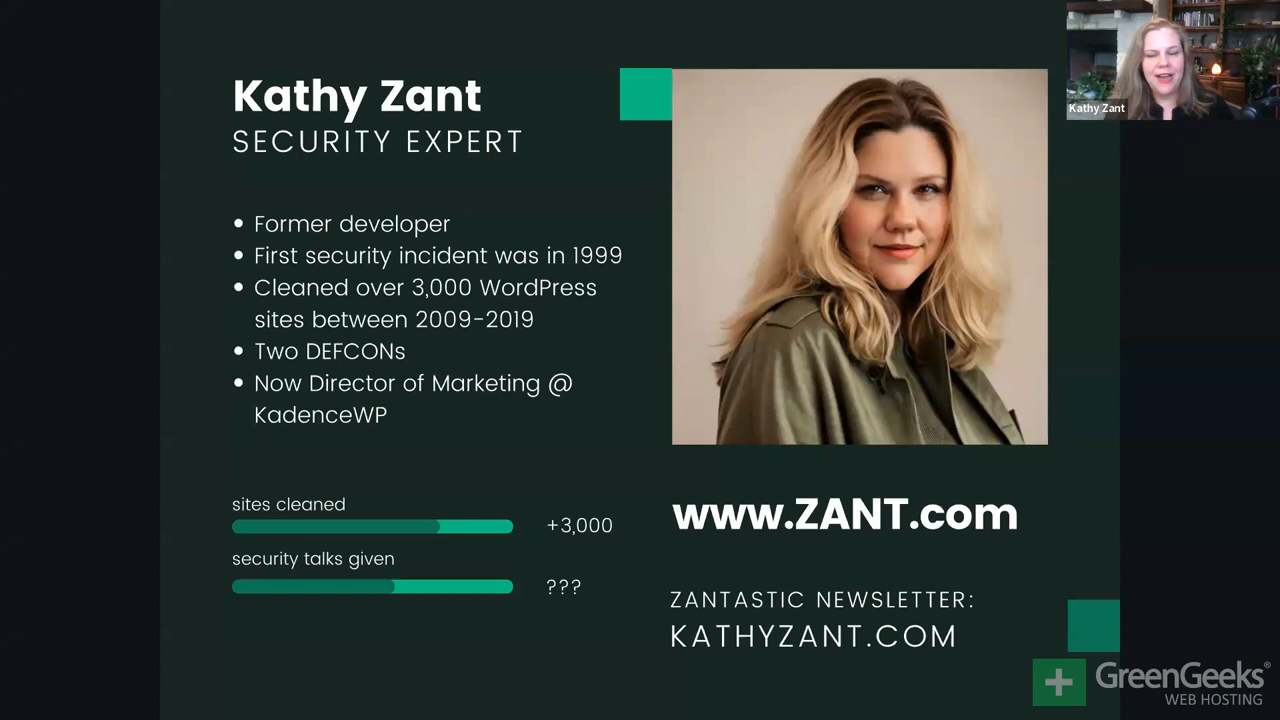 Kathy Zant
SECURITY EXPERT
• Former developer
• First security incident was in 1999
• Cleaned over 3,000 WordPress
sites between 2009-2019
• Two DEFCONs
• Now Director of Marketing @
KadenceWP
sites cleaned
+3,000
security talks given
???
www.ZANT.com
ZANTASTIC NEWSLETTER:
KATHYZANT.COM
Kathy Zant
GreenGeeks®
WEB HOSTING